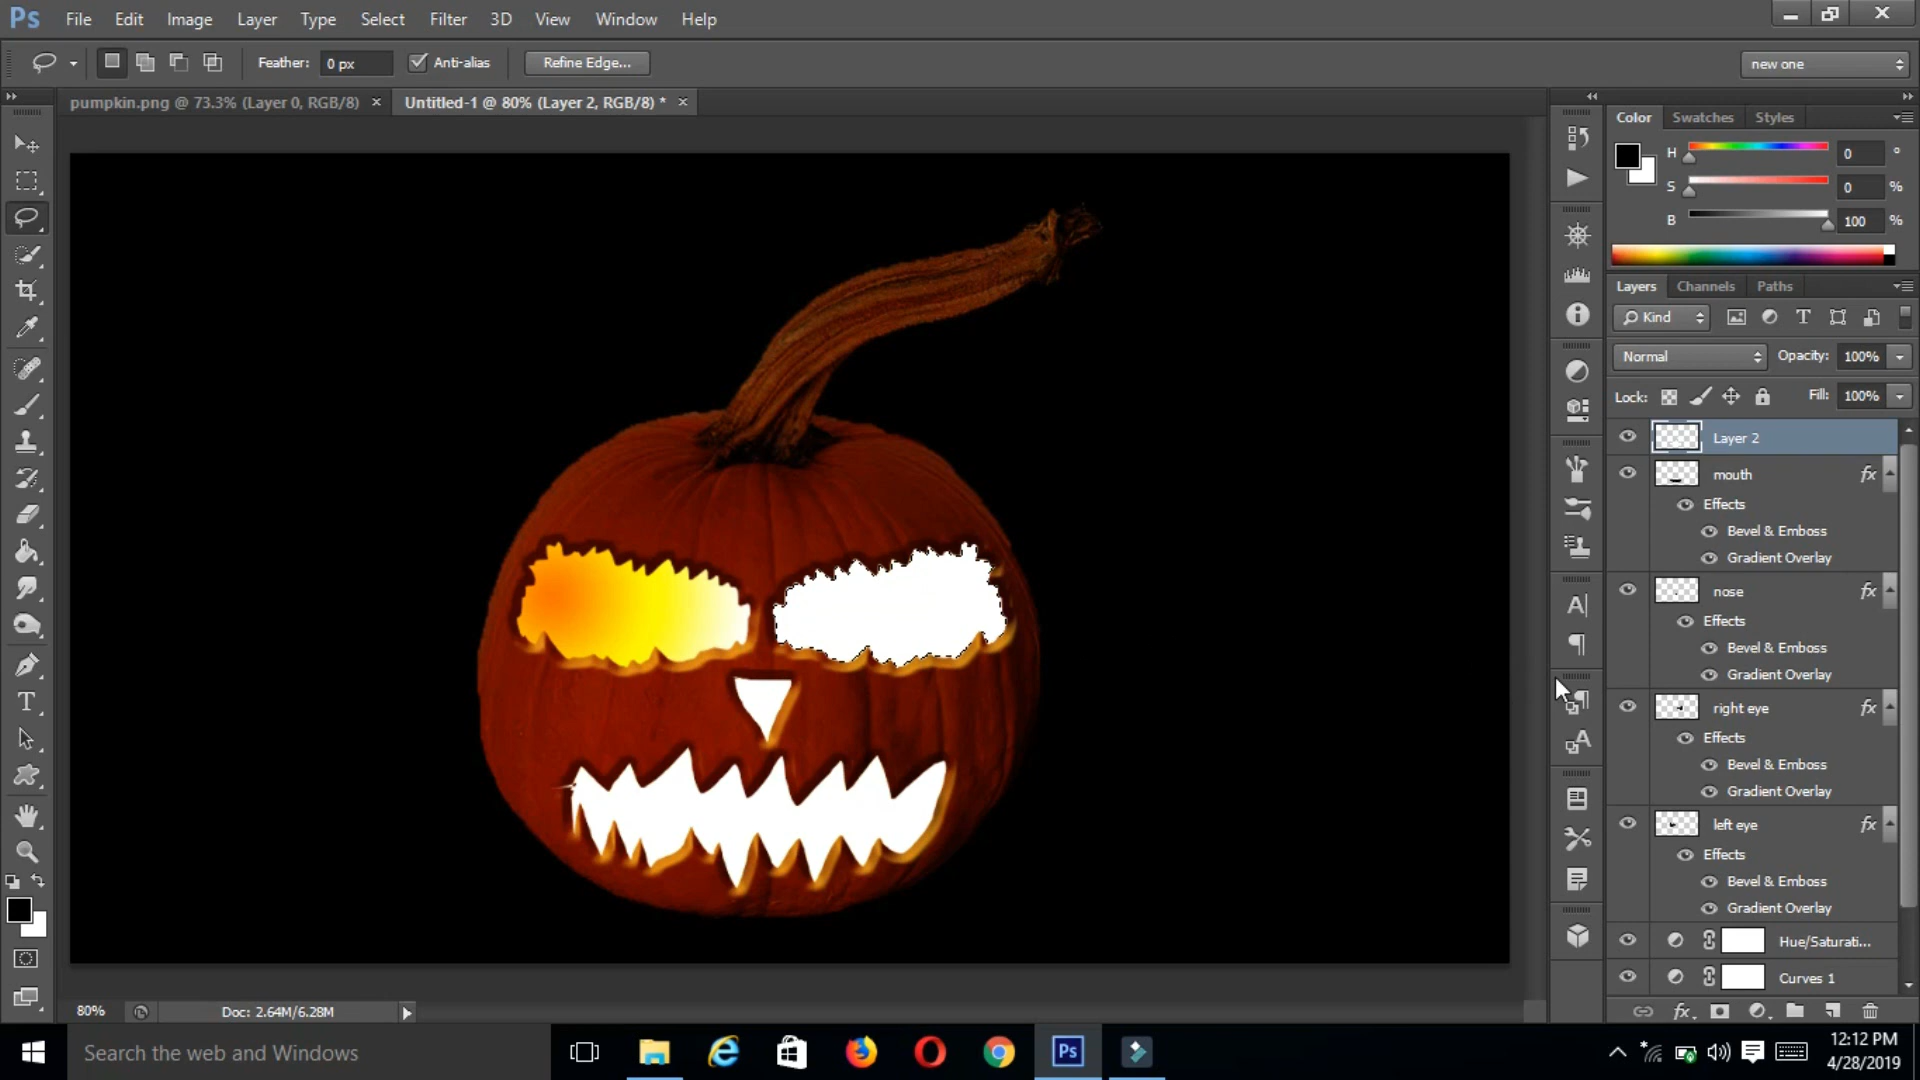 Ps File Edit Image Layer Type Select Filter 3D View Window Help
Feather: 0 px Anti-alias Refine Edge... new one
pumpkin.png @ 73.3% (Layer 0, RGB/8) × Untitled-1 @ 80% (Layer 2, RGB/8) * ×
Color Swatches Styles
H 0 °
S 0 %
B 100 %
Layers Channels Paths
Kind
Normal Opacity: 100%
Lock: Fill: 100%
Layer 2
mouth fx
Effects
Bevel & Emboss
Gradient Overlay
nose fx
Effects
Bevel & Emboss
Gradient Overlay
right eye fx
Effects
Bevel & Emboss
Gradient Overlay
left eye fx
Effects
Bevel & Emboss
Gradient Overlay
Hue/Saturati...
Curves 1
80% Doc: 2.64M/6.28M
Search the web and Windows
Ps
12:12 PM
4/28/2019